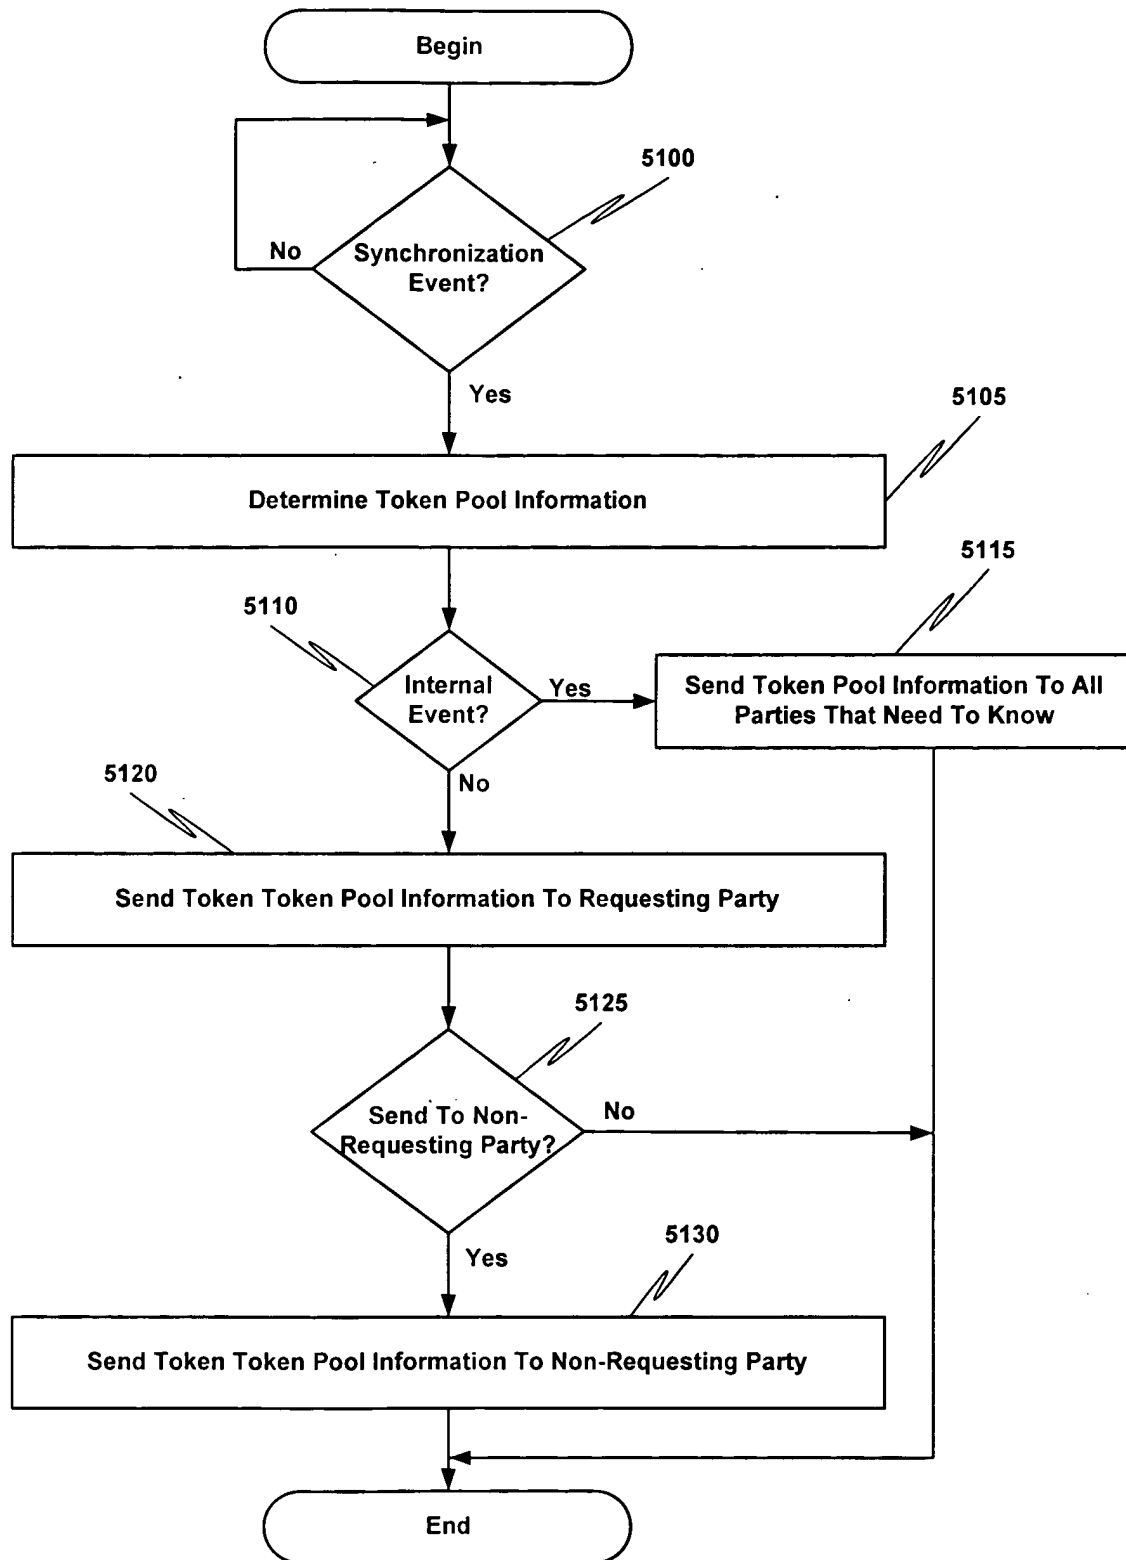 Begin
5100
Synchronization
Event?
No
Yes
5105
Determine Token Pool Information
5115
5110
Internal
Event?
Yes
Send Token Pool Information To All
Parties That Need To Know
No
5120
Send Token Token Pool Information To Requesting Party
5125
Send To Non-
Requesting Party?
No
Yes
5130
Send Token Token Pool Information To Non-Requesting Party
End